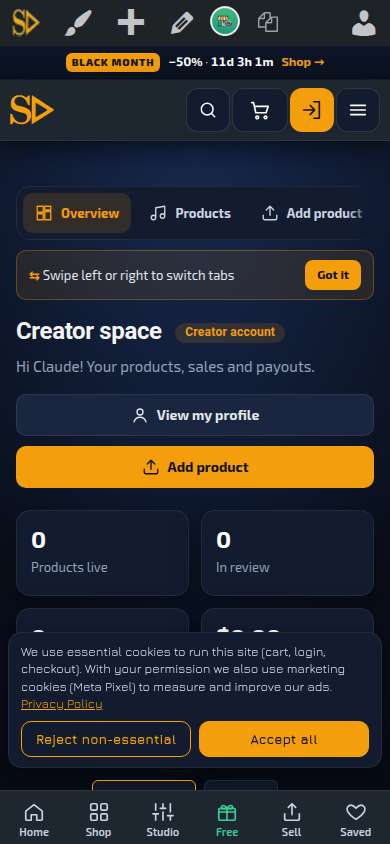 BLACK MONTH −50% · 11d 3h 1m Shop →
Overview Products Add product
⇆ Swipe left or right to switch tabs Got it
Creator space Creator account
Hi Claude! Your products, sales and payouts.
View my profile
Add product
0 0
Products live In review
We use essential cookies to run this site (cart, login,
checkout). With your permission we also use marketing
cookies (Meta Pixel) to measure and improve our ads.
Privacy Policy
Reject non-essential Accept all
Home Shop Studio Free Sell Saved